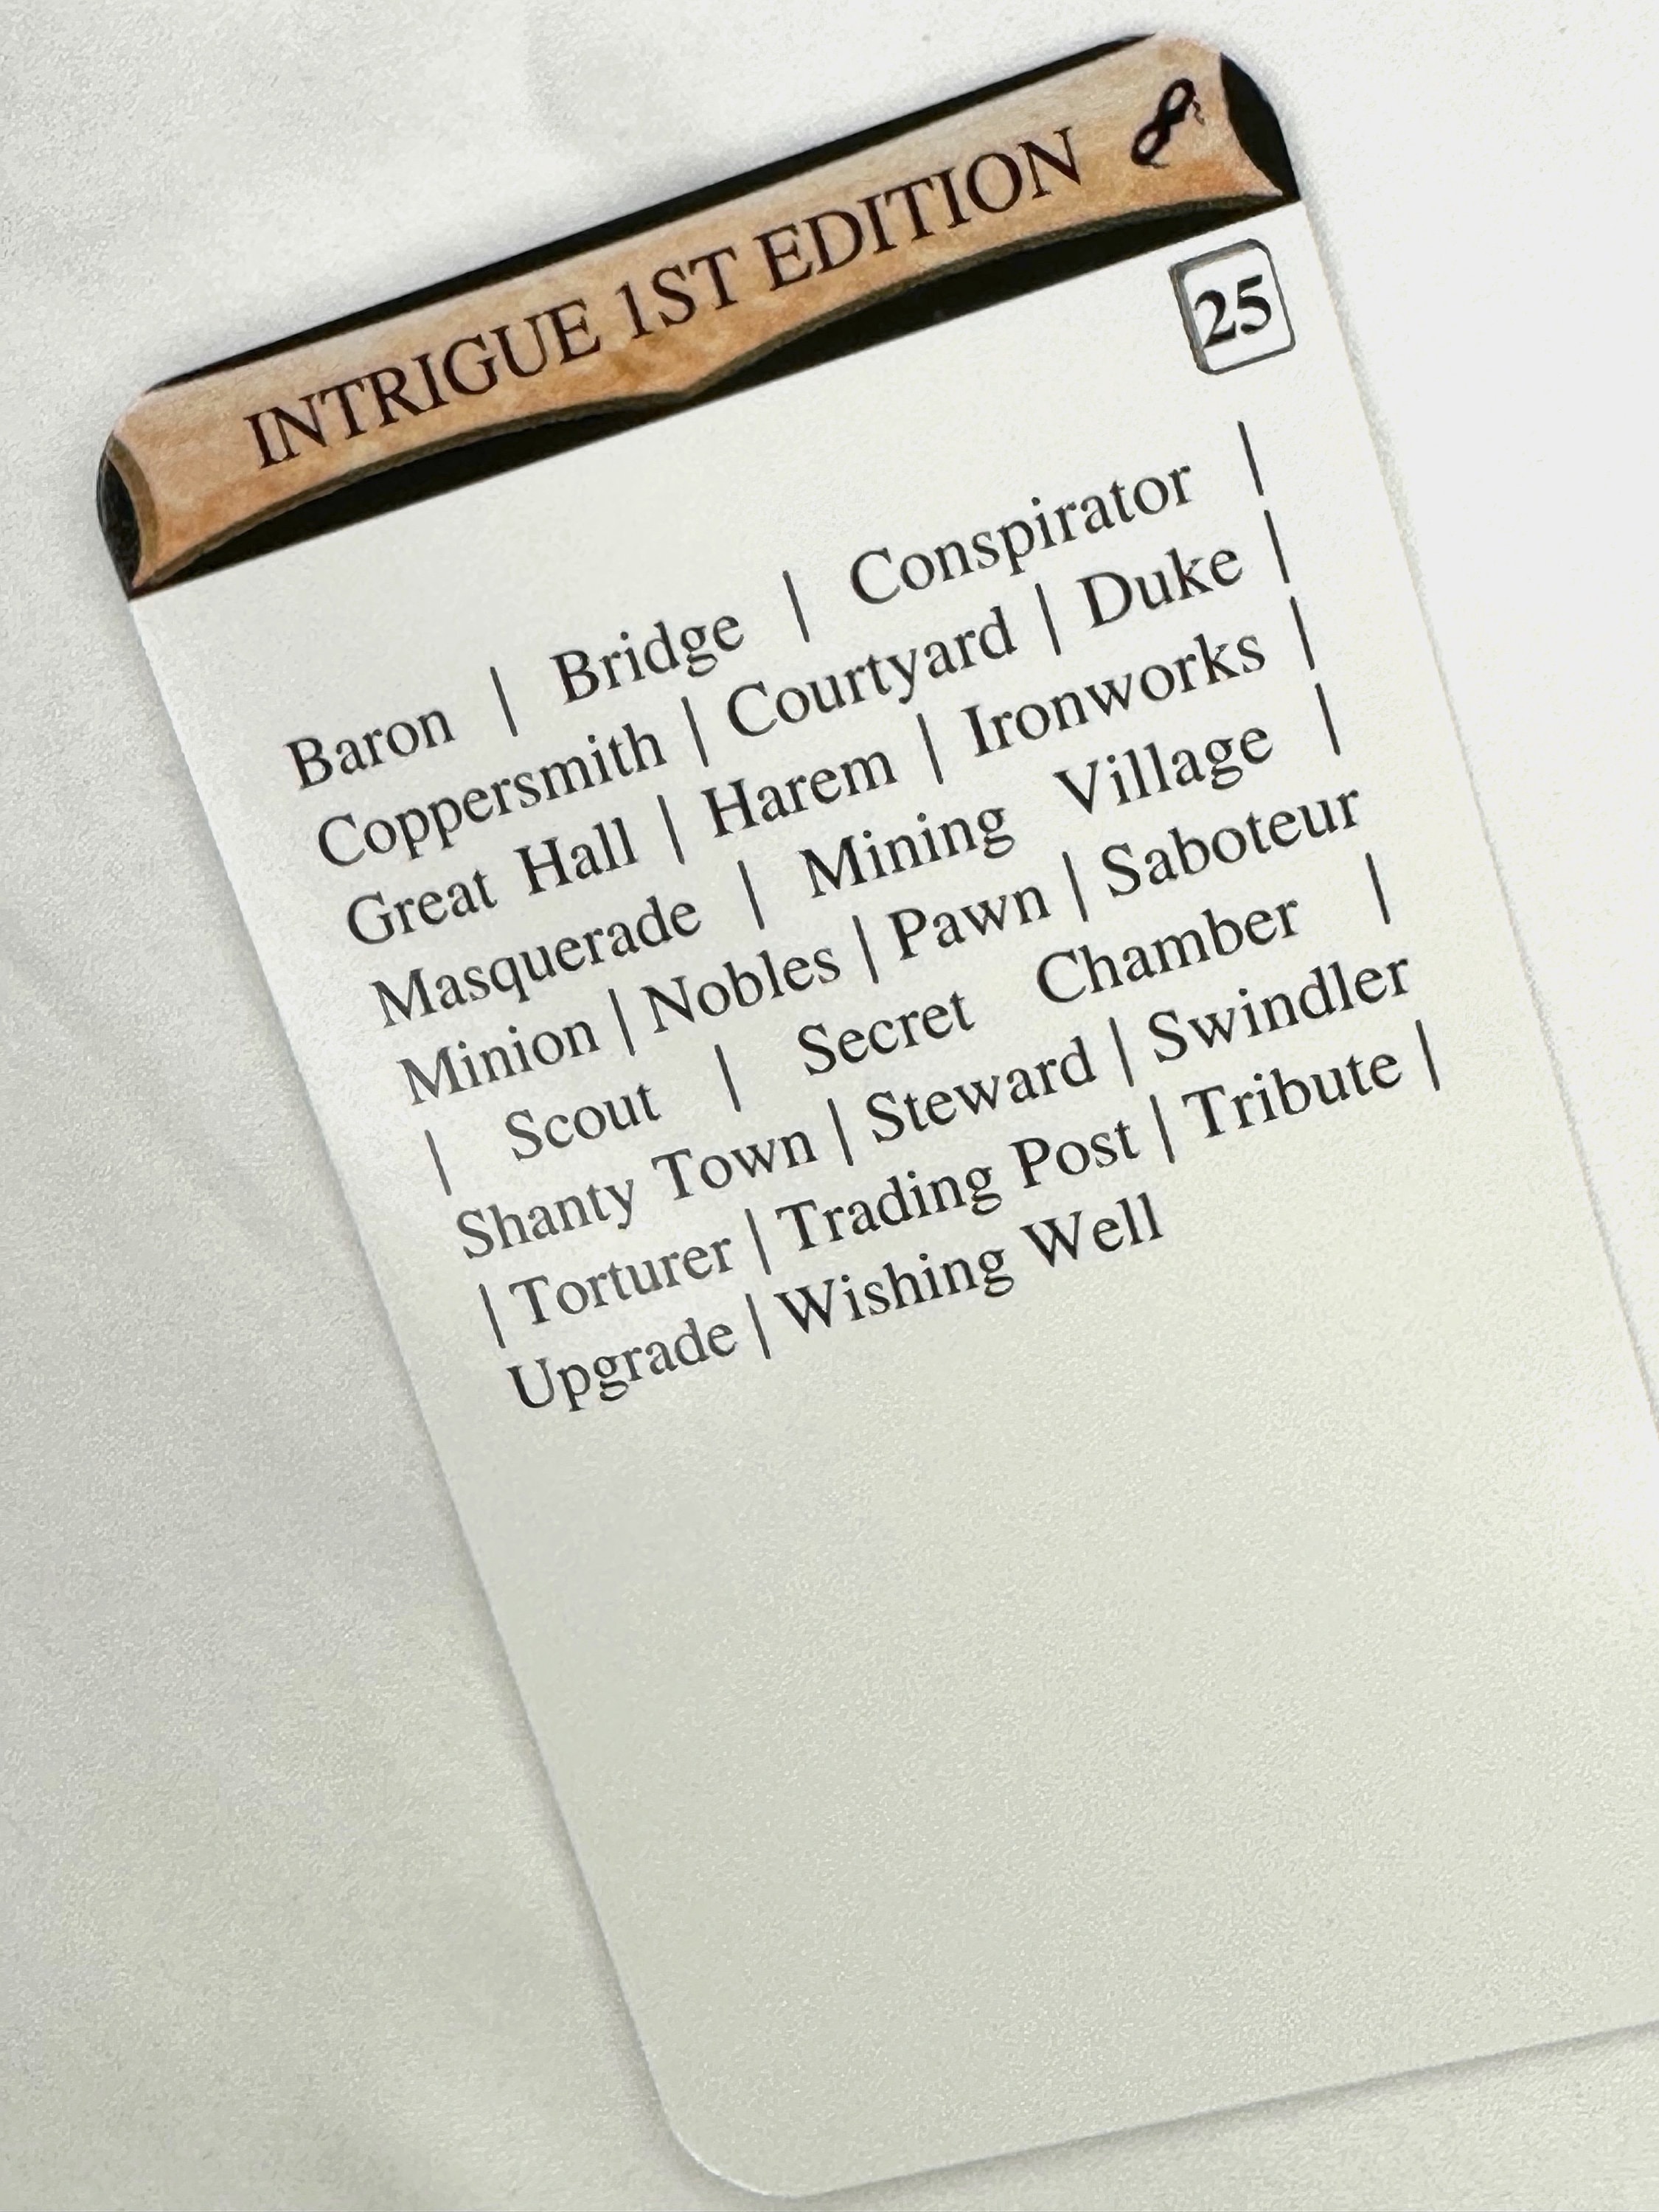 INTRIGUE 1ST EDITION
25
Baron | Bridge | Conspirator |
Coppersmith | Courtyard | Duke |
Great Hall | Harem | Ironworks |
Masquerade | Mining Village |
Minion | Nobles | Pawn | Saboteur
| Scout | Secret Chamber |
Shanty Town | Steward | Swindler
| Torturer | Trading Post | Tribute |
Upgrade | Wishing Well